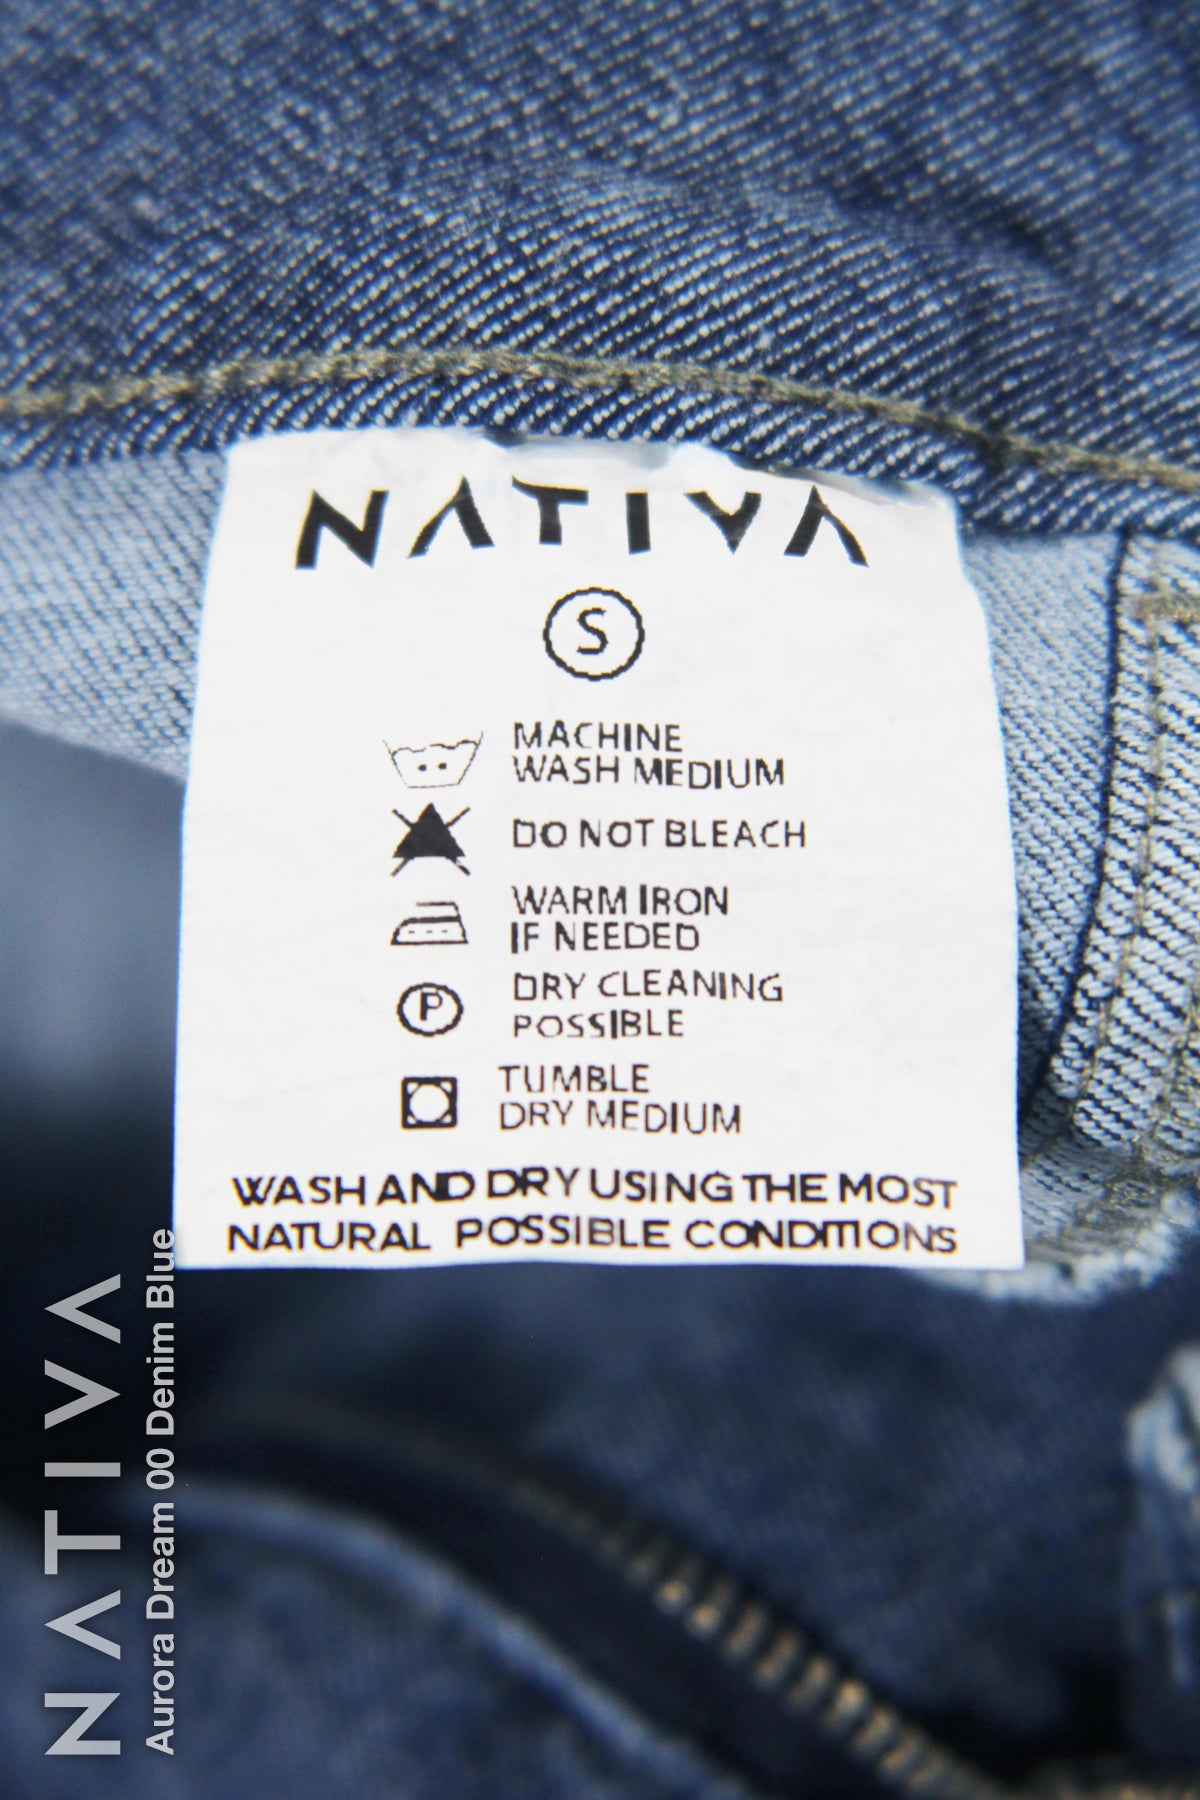 NATIVA
S
MACHINE
WASH MEDIUM
DO NOT BLEACH
WARM IRON
IF NEEDED
P
DRY CLEANING
POSSIBLE
TUMBLE
DRY MEDIUM
WASH AND DRY USING THE MOST
NATURAL POSSIBLE CONDITIONS
NATIVA
Aurora Dream 00 Denim Blue